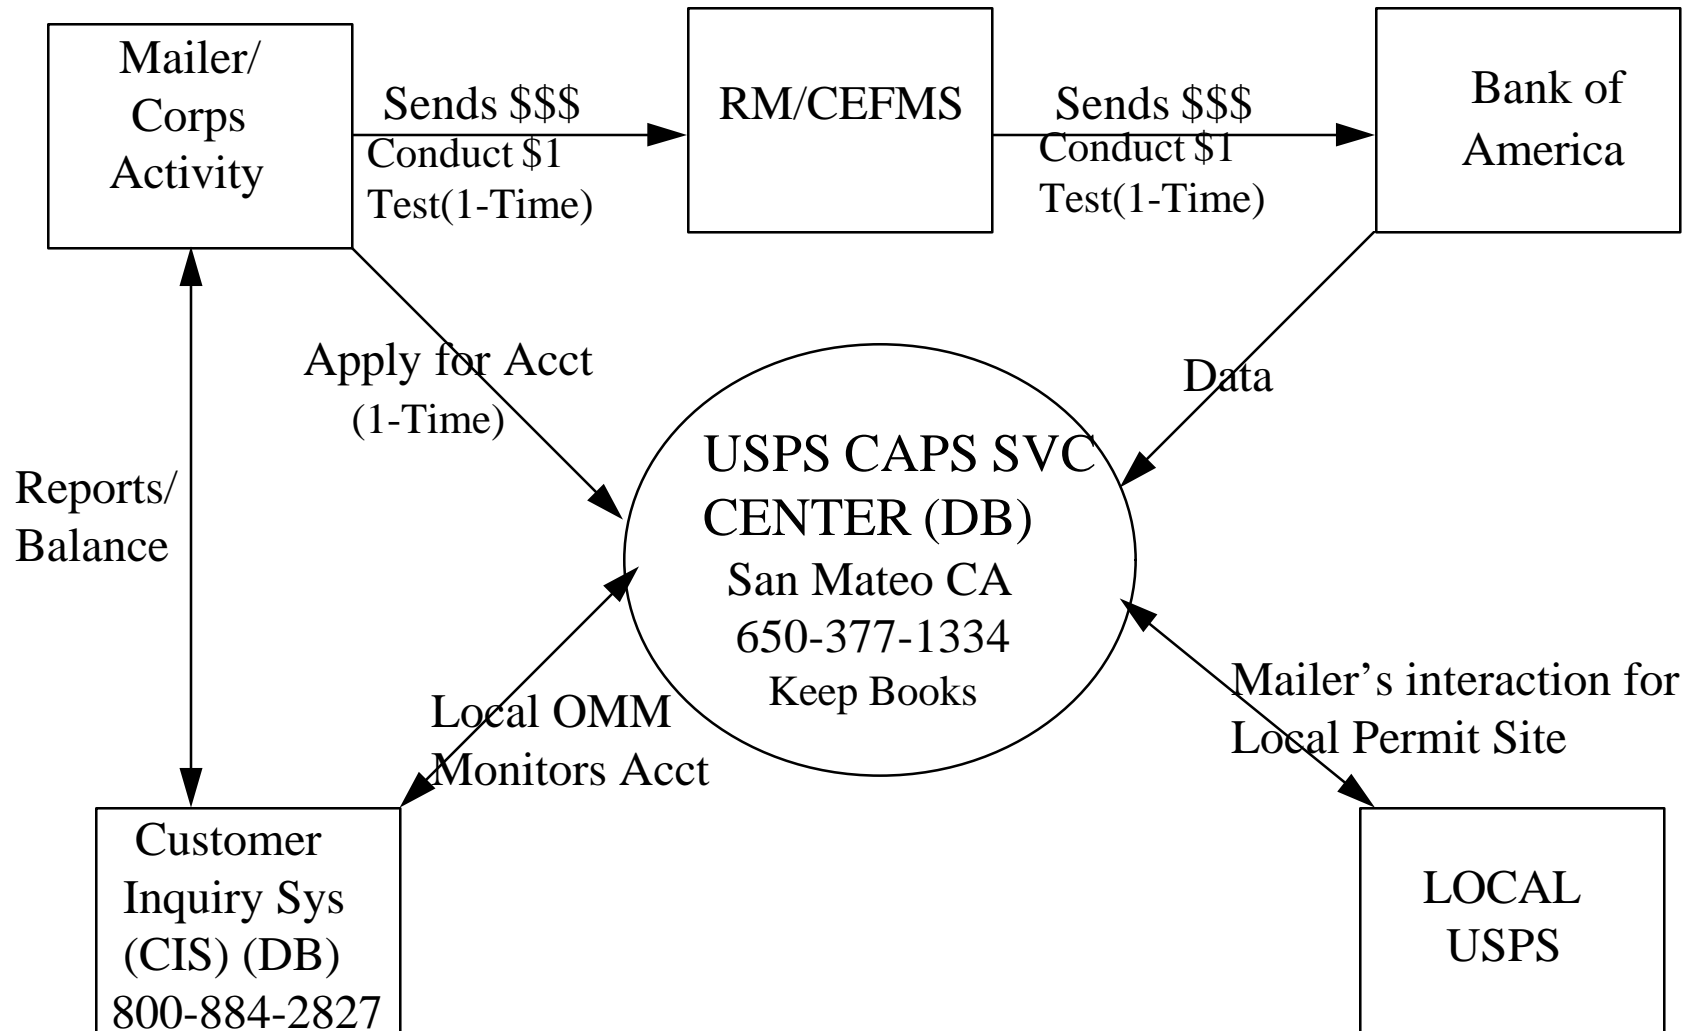 Mailer/
Corps
Activity
Sends $$$
Conduct $1
Test(1-Time)
RM/CEFMS
Sends $$$
Conduct $1
Test(1-Time)
Bank of
America
Apply for Acct
(1-Time)
Data
Reports/
Balance
USPS CAPS SVC
CENTER (DB)
San Mateo CA
650-377-1334
Keep Books
Local OMM
Monitors Acct
Mailer’s interaction for
Local Permit Site
Customer
Inquiry Sys
(CIS) (DB)
800-884-2827
LOCAL
USPS